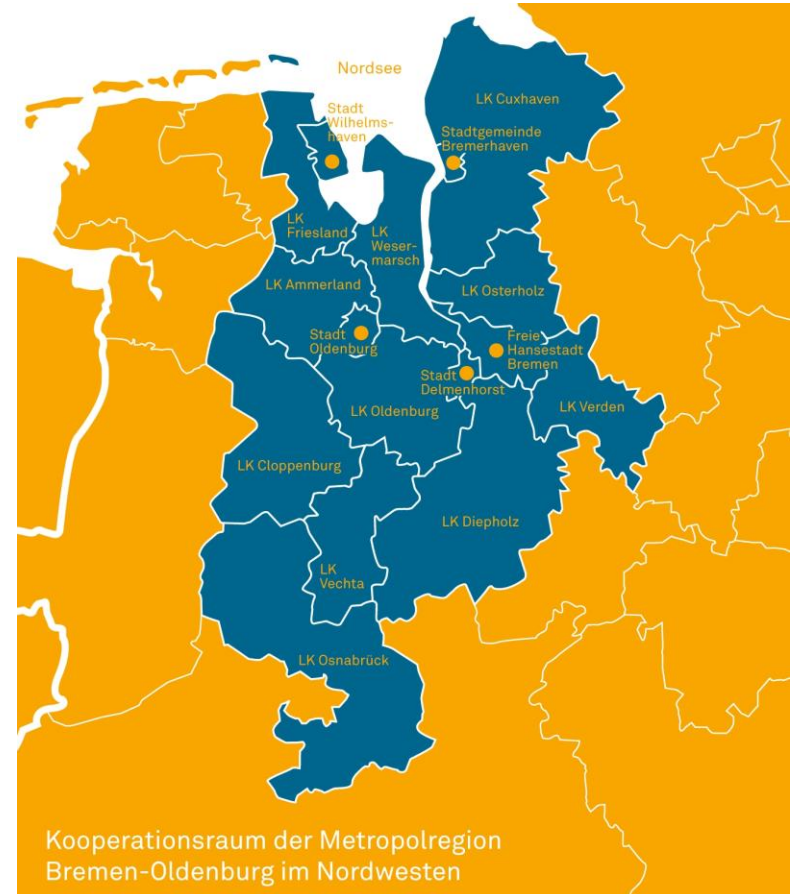 Nordsee
LK Cuxhaven
Stadt
Wilhelms-
haven
Stadtgemeinde
Bremerhaven
LK
Friesland
LK
Weser-
marsch
LK Ammerland
LK Osterholz
Stadt
Oldenburg
Freie
Hansestadt
Bremen
Stadt
Delmenhorst
LK Oldenburg
LK Verden
LK Cloppenburg
LK Diepholz
LK
Vechta
LK Osnabrück
Kooperationsraum der Metropolregion
Bremen-Oldenburg im Nordwesten